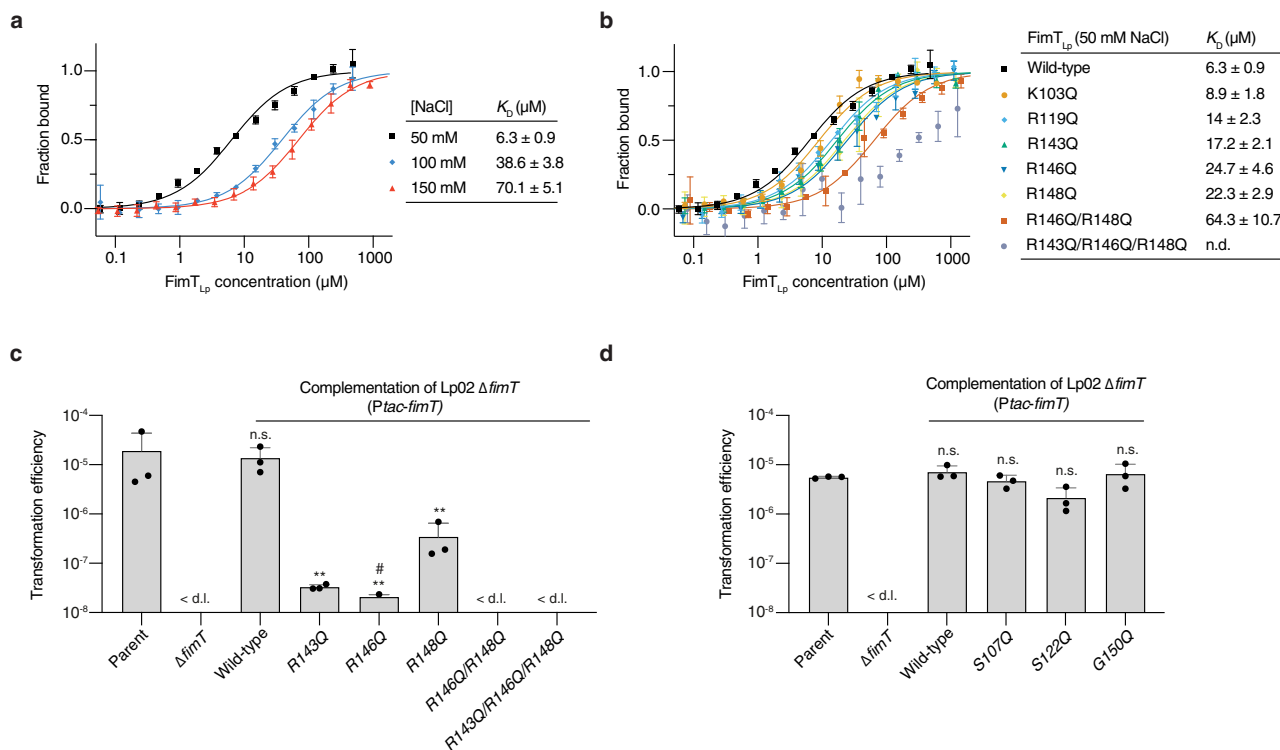 a
1.0
0.5
0.0
Fraction bound
0.1 1 10 100 1000
FimT_Lp concentration (µM)
[NaCl] K_D (µM)
50 mM 6.3 ± 0.9
100 mM 38.6 ± 3.8
150 mM 70.1 ± 5.1
b
1.0
0.5
0.0
Fraction bound
0.1 1 10 100 1000
FimT_Lp concentration (µM)
FimT_Lp (50 mM NaCl) K_D (µM)
Wild-type 6.3 ± 0.9
K103Q 8.9 ± 1.8
R119Q 14 ± 2.3
R143Q 17.2 ± 2.1
R146Q 24.7 ± 4.6
R148Q 22.3 ± 2.9
R146Q/R148Q 64.3 ± 10.7
R143Q/R146Q/R148Q n.d.
c
Complementation of Lp02 ΔfimT
(Ptac-fimT)
10⁻⁴
10⁻⁵
10⁻⁶
10⁻⁷
10⁻⁸
Transformation efficiency
< d.l.
n.s.
**
#
**
**
< d.l.
< d.l.
Parent
ΔfimT
Wild-type
R143Q
R146Q
R148Q
R146Q/R148Q
R143Q/R146Q/R148Q
d
Complementation of Lp02 ΔfimT
(Ptac-fimT)
10⁻⁴
10⁻⁵
10⁻⁶
10⁻⁷
10⁻⁸
Transformation efficiency
< d.l.
n.s.
n.s.
n.s.
n.s.
Parent
ΔfimT
Wild-type
S107Q
S122Q
G150Q